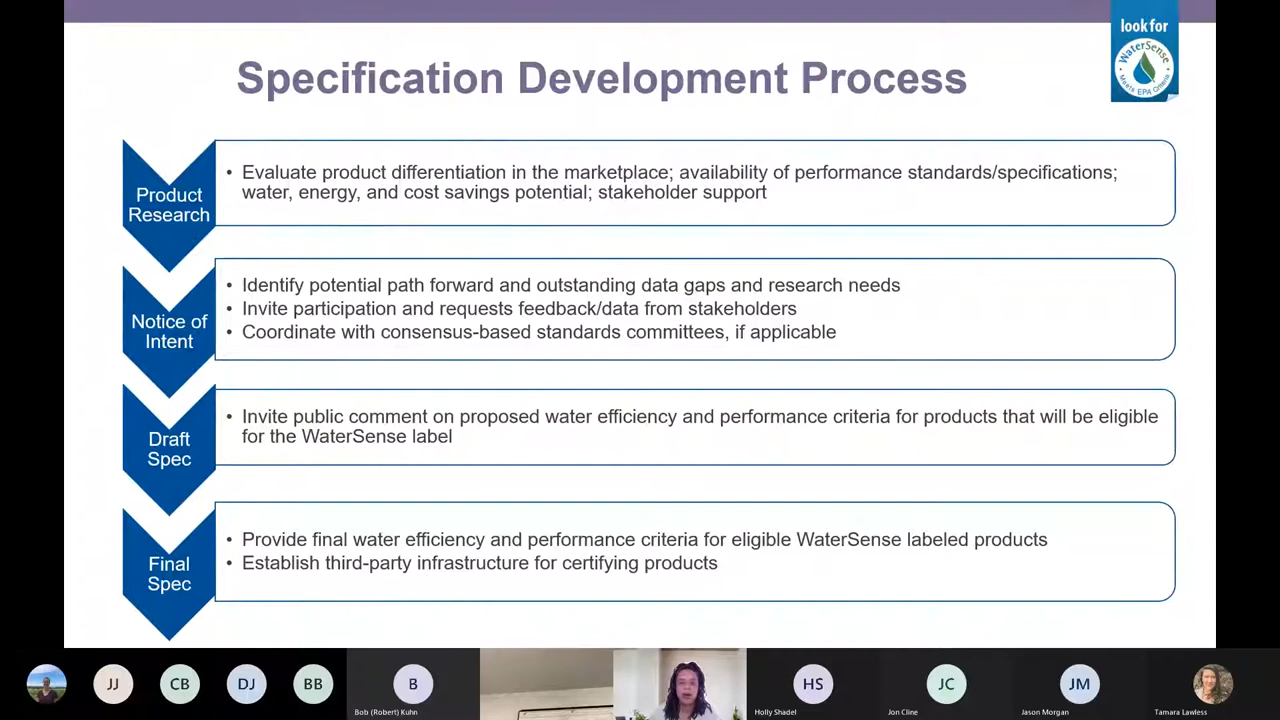 look for
WaterSense
Meets EPA Criteria
Specification Development Process
Product
Research
• Evaluate product differentiation in the marketplace; availability of performance standards/specifications;
water, energy, and cost savings potential; stakeholder support
Notice of
Intent
• Identify potential path forward and outstanding data gaps and research needs
• Invite participation and requests feedback/data from stakeholders
• Coordinate with consensus-based standards committees, if applicable
Draft
Spec
• Invite public comment on proposed water efficiency and performance criteria for products that will be eligible
for the WaterSense label
Final
Spec
• Provide final water efficiency and performance criteria for eligible WaterSense labeled products
• Establish third-party infrastructure for certifying products
JJ
CB
DJ
BB
B
Bob (Robert) Kuhn
HS
Holly Shadel
JC
Jon Cline
JM
Jason Morgan
Tamara Lawless